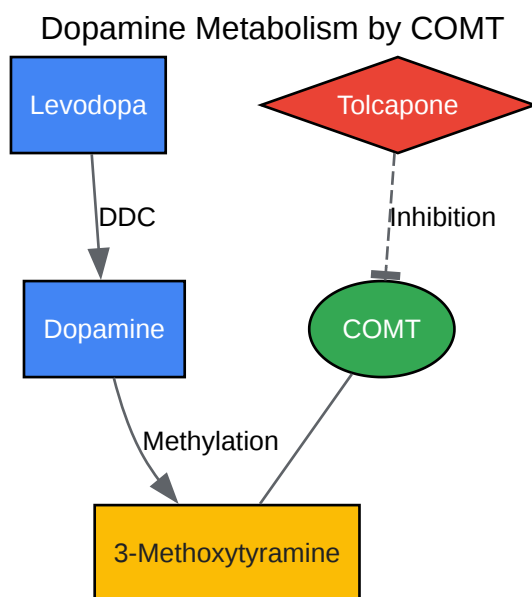 Dopamine Metabolism by COMT
Levodopa
Tolcapone
DDC
Inhibition
Dopamine
COMT
Methylation
3-Methoxytyramine